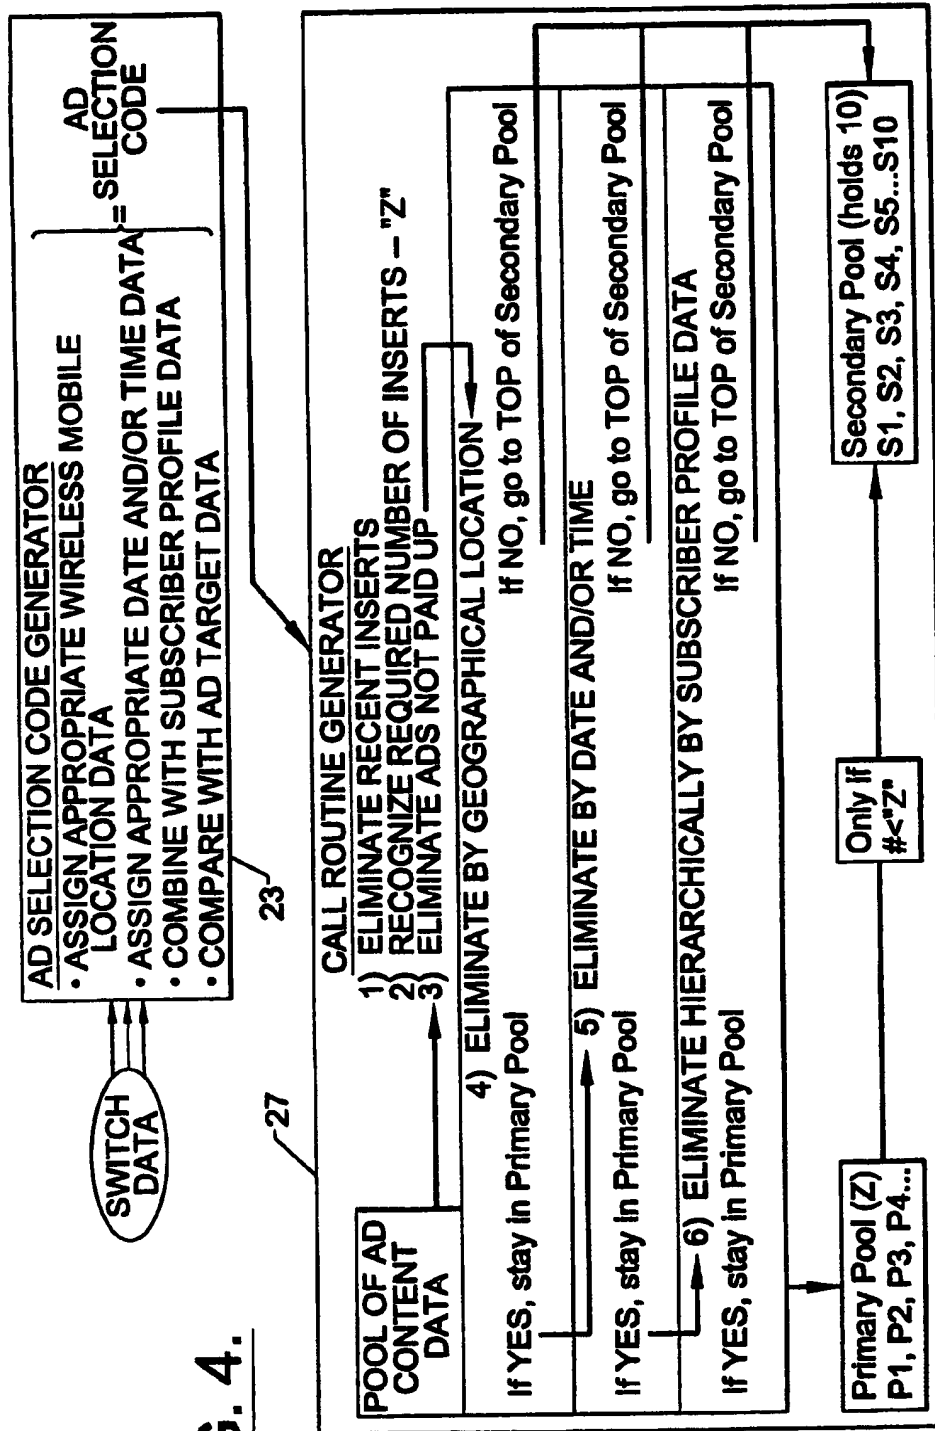 AD SELECTION CODE GENERATOR
• ASSIGN APPROPRIATE WIRELESS MOBILE
LOCATION DATA
• ASSIGN APPROPRIATE DATE AND/OR TIME DATA
• COMBINE WITH SUBSCRIBER PROFILE DATA
• COMPARE WITH AD TARGET DATA
=
AD
SELECTION
CODE
SWITCH
DATA
23
27
CALL ROUTINE GENERATOR
1) ELIMINATE RECENT INSERTS
2) RECOGNIZE REQUIRED NUMBER OF INSERTS – "Z"
3) ELIMINATE ADS NOT PAID UP
POOL OF AD
CONTENT
DATA
4) ELIMINATE BY GEOGRAPHICAL LOCATION
If YES, stay in Primary Pool
If NO, go to TOP of Secondary Pool
5) ELIMINATE BY DATE AND/OR TIME
If YES, stay in Primary Pool
If NO, go to TOP of Secondary Pool
6) ELIMINATE HIERARCHICALLY BY SUBSCRIBER PROFILE DATA
If YES, stay in Primary Pool
If NO, go to TOP of Secondary Pool
Primary Pool (Z)
P1, P2, P3, P4...
Only if
#<"Z"
Secondary Pool (holds 10)
S1, S2, S3, S4, S5...S10
G. 4.